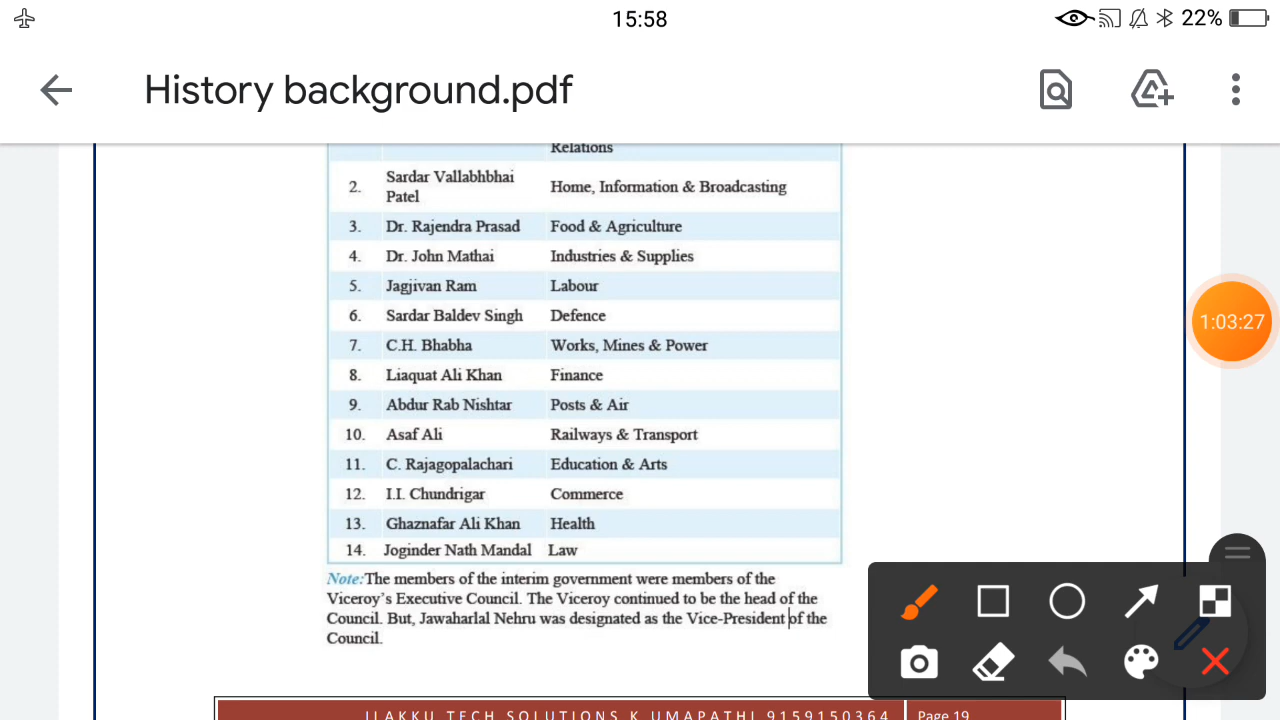 15:58
22%
History background.pdf
Relations
2. Sardar Vallabhbhai Patel Home, Information & Broadcasting
3. Dr. Rajendra Prasad Food & Agriculture
4. Dr. John Mathai Industries & Supplies
5. Jagjivan Ram Labour
6. Sardar Baldev Singh Defence
7. C.H. Bhabha Works, Mines & Power
8. Liaquat Ali Khan Finance
9. Abdur Rab Nishtar Posts & Air
10. Asaf Ali Railways & Transport
11. C. Rajagopalachari Education & Arts
12. I.I. Chundrigar Commerce
13. Ghaznafar Ali Khan Health
14. Joginder Nath Mandal Law
Note:The members of the interim government were members of the
Viceroy's Executive Council. The Viceroy continued to be the head of the
Council. But, Jawaharlal Nehru was designated as the Vice-President of the
Council.
1:03:27
ILAKKU TECH SOLUTIONS K UMAPATHI 9159150364 Page 19